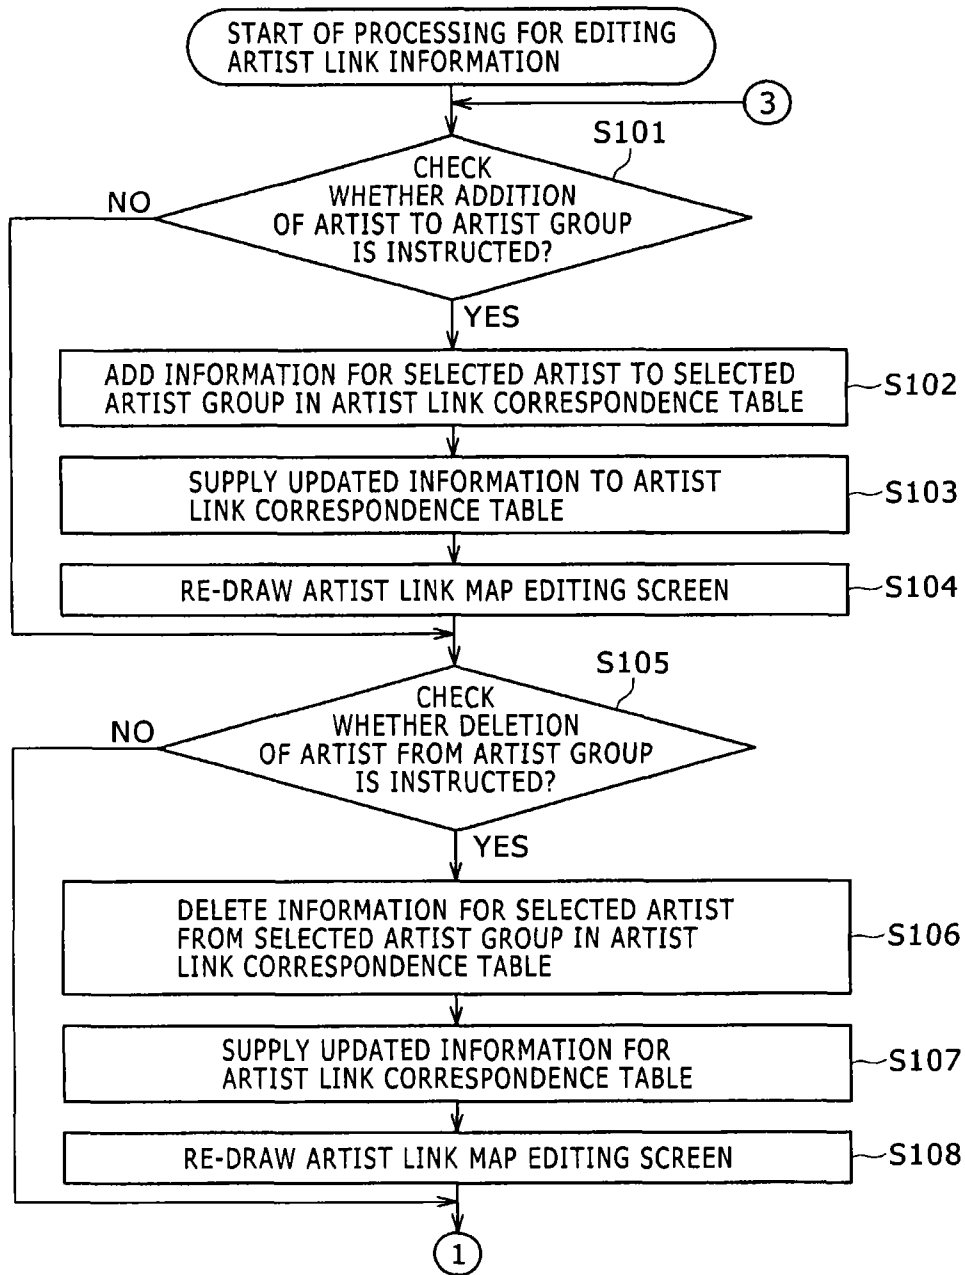 START OF PROCESSING FOR EDITING
ARTIST LINK INFORMATION
3
S101
CHECK
WHETHER ADDITION
OF ARTIST TO ARTIST GROUP
IS INSTRUCTED?
NO
YES
ADD INFORMATION FOR SELECTED ARTIST TO SELECTED
ARTIST GROUP IN ARTIST LINK CORRESPONDENCE TABLE
S102
SUPPLY UPDATED INFORMATION TO ARTIST
LINK CORRESPONDENCE TABLE
S103
RE-DRAW ARTIST LINK MAP EDITING SCREEN
S104
S105
CHECK
WHETHER DELETION
OF ARTIST FROM ARTIST GROUP
IS INSTRUCTED?
NO
YES
DELETE INFORMATION FOR SELECTED ARTIST
FROM SELECTED ARTIST GROUP IN ARTIST
LINK CORRESPONDENCE TABLE
S106
SUPPLY UPDATED INFORMATION FOR
ARTIST LINK CORRESPONDENCE TABLE
S107
RE-DRAW ARTIST LINK MAP EDITING SCREEN
S108
1